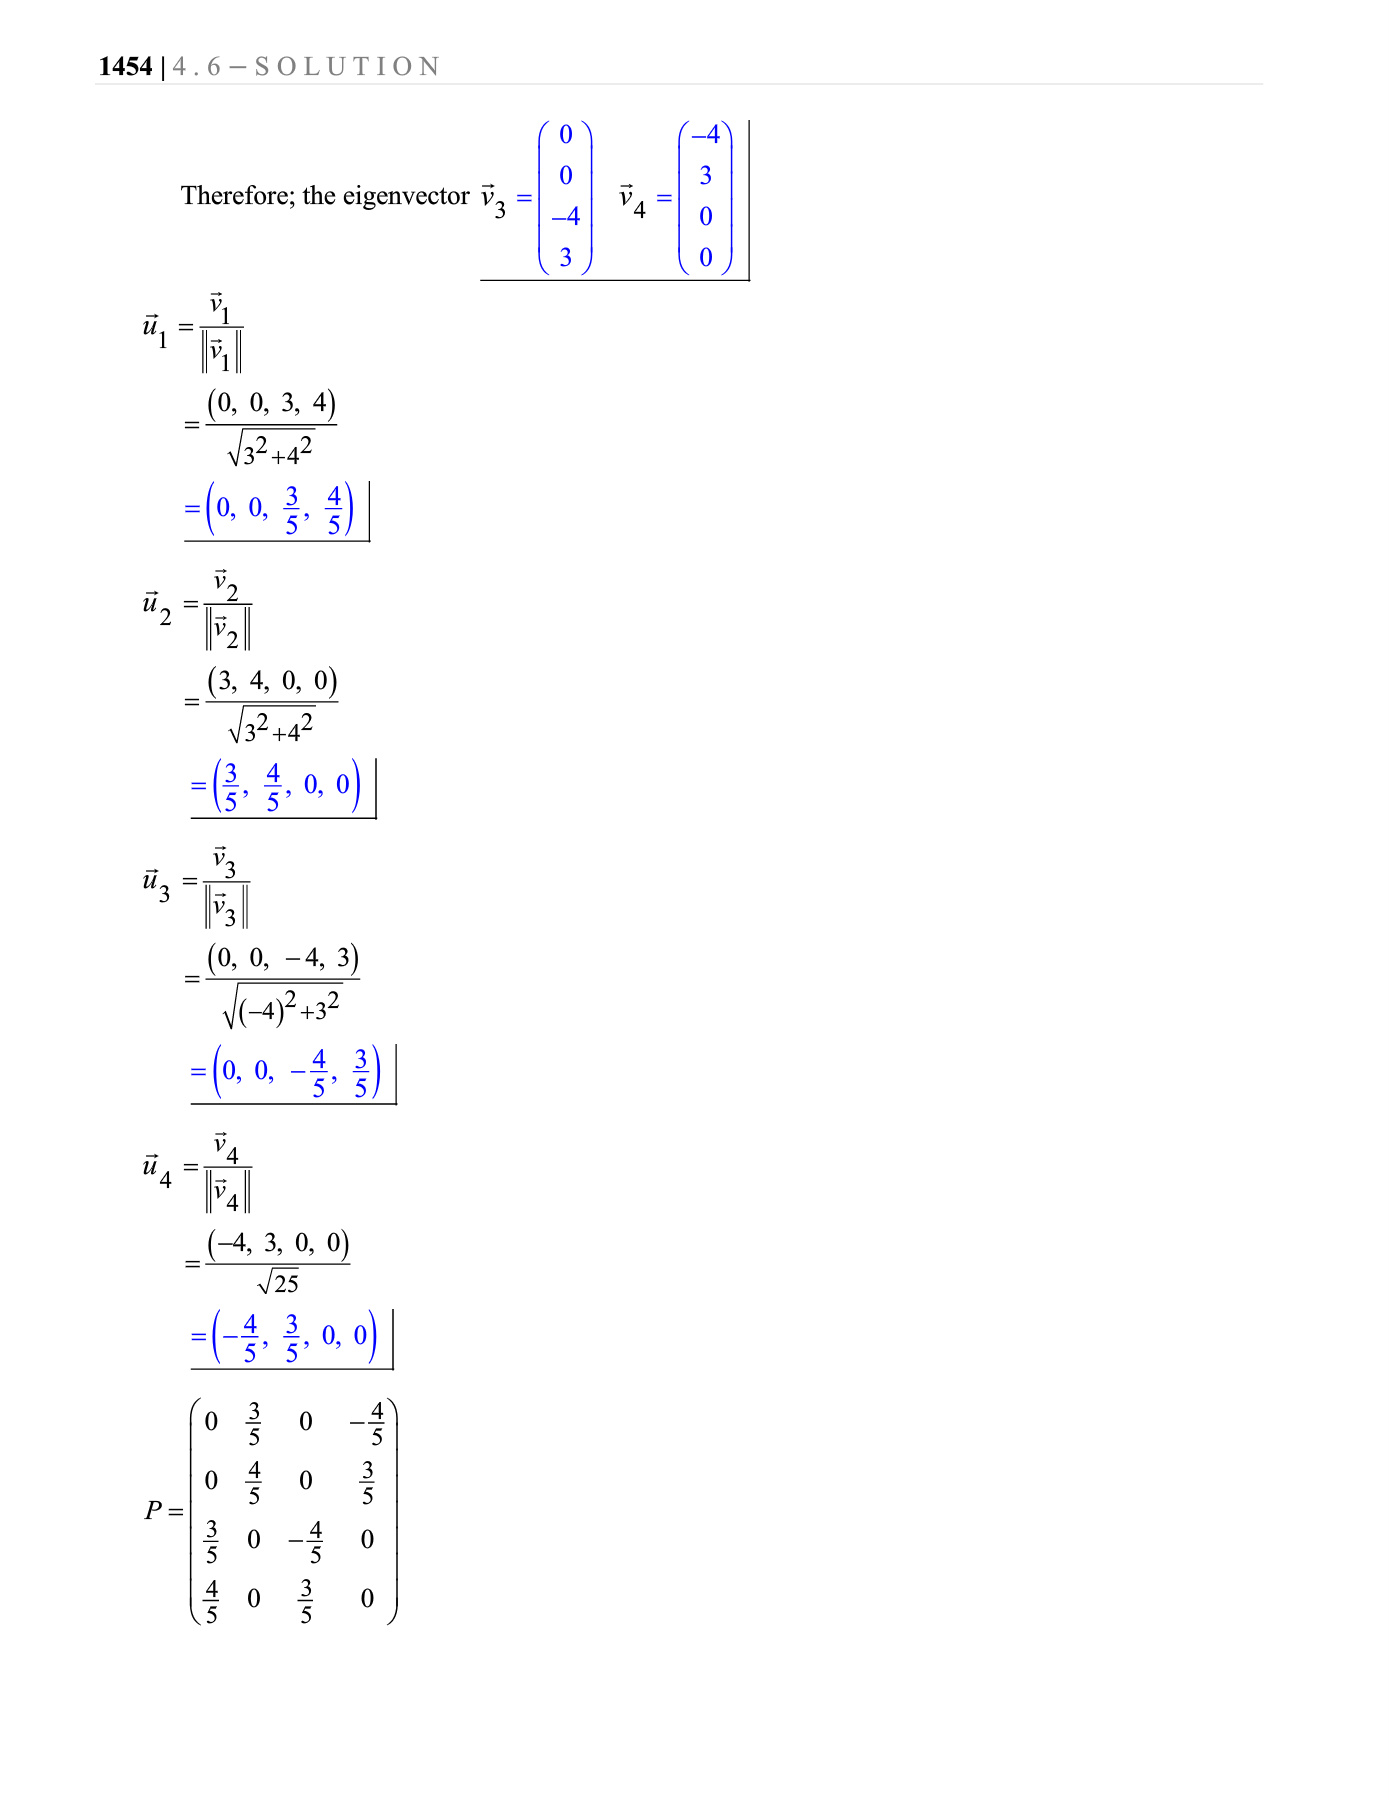 1454 | 4 . 6 – S O L U T I O N
Therefore; the eigenvector $\vec{v}_3 = \begin{pmatrix} 0 \\ 0 \\ -4 \\ 3 \end{pmatrix} \quad \vec{v}_4 = \begin{pmatrix} -4 \\ 3 \\ 0 \\ 0 \end{pmatrix}$
$\vec{u}_1 = \frac{\vec{v}_1}{\|\vec{v}_1\|}$
$= \frac{(0, 0, 3, 4)}{\sqrt{3^2+4^2}}$
$= \left(0, 0, \frac{3}{5}, \frac{4}{5}\right)$
$\vec{u}_2 = \frac{\vec{v}_2}{\|\vec{v}_2\|}$
$= \frac{(3, 4, 0, 0)}{\sqrt{3^2+4^2}}$
$= \left(\frac{3}{5}, \frac{4}{5}, 0, 0\right)$
$\vec{u}_3 = \frac{\vec{v}_3}{\|\vec{v}_3\|}$
$= \frac{(0, 0, -4, 3)}{\sqrt{(-4)^2+3^2}}$
$= \left(0, 0, -\frac{4}{5}, \frac{3}{5}\right)$
$\vec{u}_4 = \frac{\vec{v}_4}{\|\vec{v}_4\|}$
$= \frac{(-4, 3, 0, 0)}{\sqrt{25}}$
$= \left(-\frac{4}{5}, \frac{3}{5}, 0, 0\right)$
$P = \begin{pmatrix} 0 & \frac{3}{5} & 0 & -\frac{4}{5} \\ 0 & \frac{4}{5} & 0 & \frac{3}{5} \\ \frac{3}{5} & 0 & -\frac{4}{5} & 0 \\ \frac{4}{5} & 0 & \frac{3}{5} & 0 \end{pmatrix}$